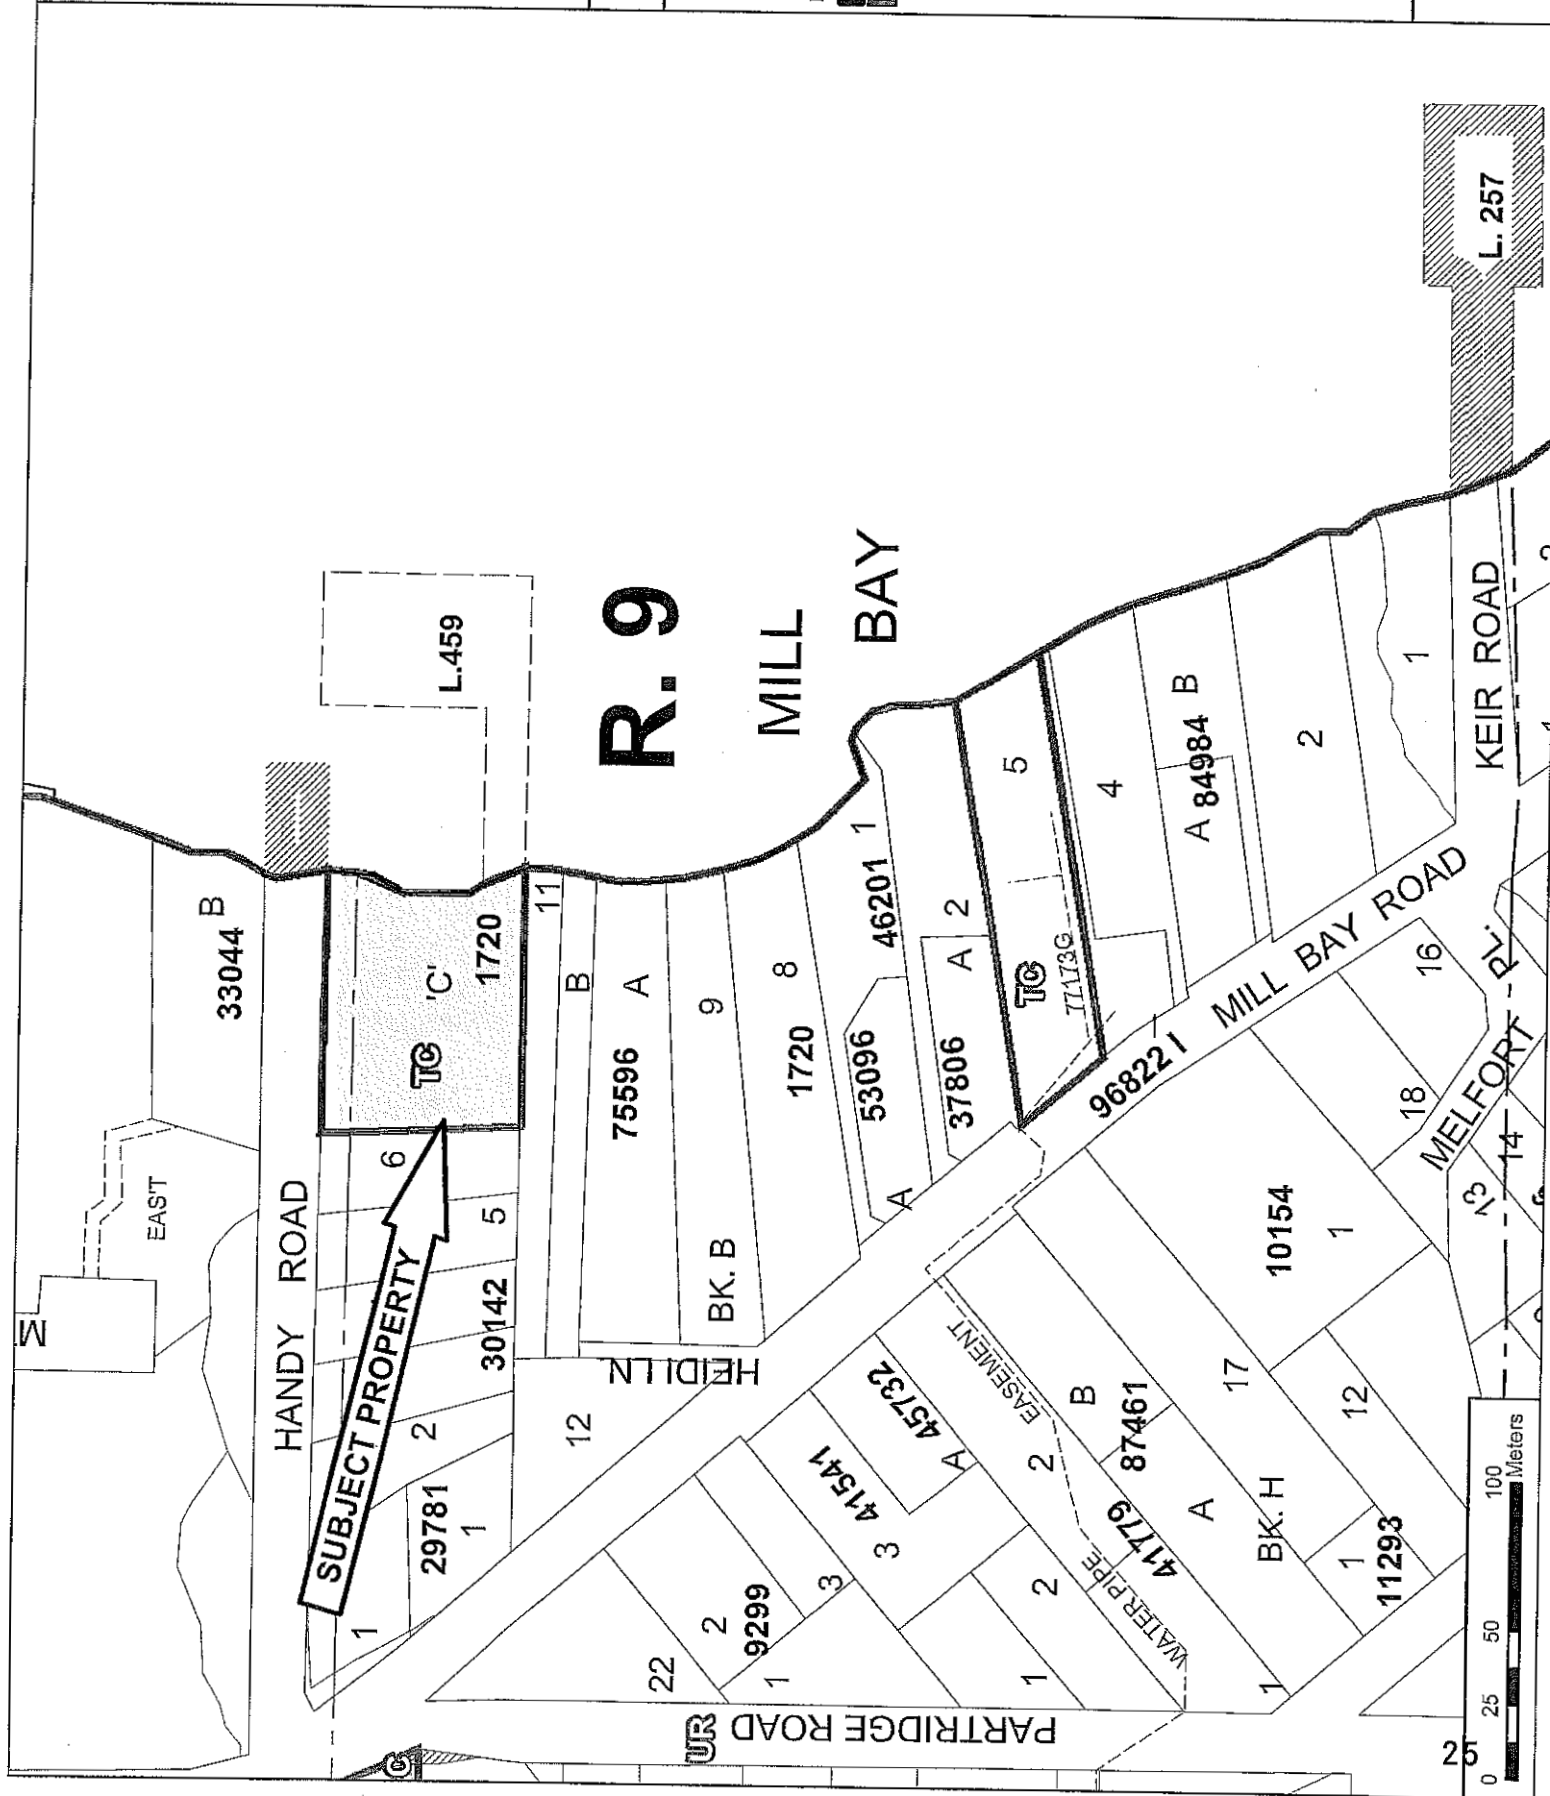 33044
B
EAST
HANDY ROAD
SUBJECT PROPERTY
L.459
R. 9
MILL
BAY
L. 257
TC
'C'
1720
6
5
30142
2
29781
1
1
11
B
A
75596
9
BK. B
8
1720
HEIDI LN
12
1
46201
53096
A
2
A
37806
5
TC
77173G
4
B
84984
A
2
1
KEIR ROAD
96822 I
MILL BAY ROAD
16
18
MELFORT PL.
14
13
10154
1
45732
A
41541
3
3
2
9299
1
22
EASEMENT
WATER PIPE
B
87461
2
41779
A
BK. H
17
12
1
11293
2
1
1
PARTRIDGE ROAD
UR
C
25
0 25 50 100
Meters